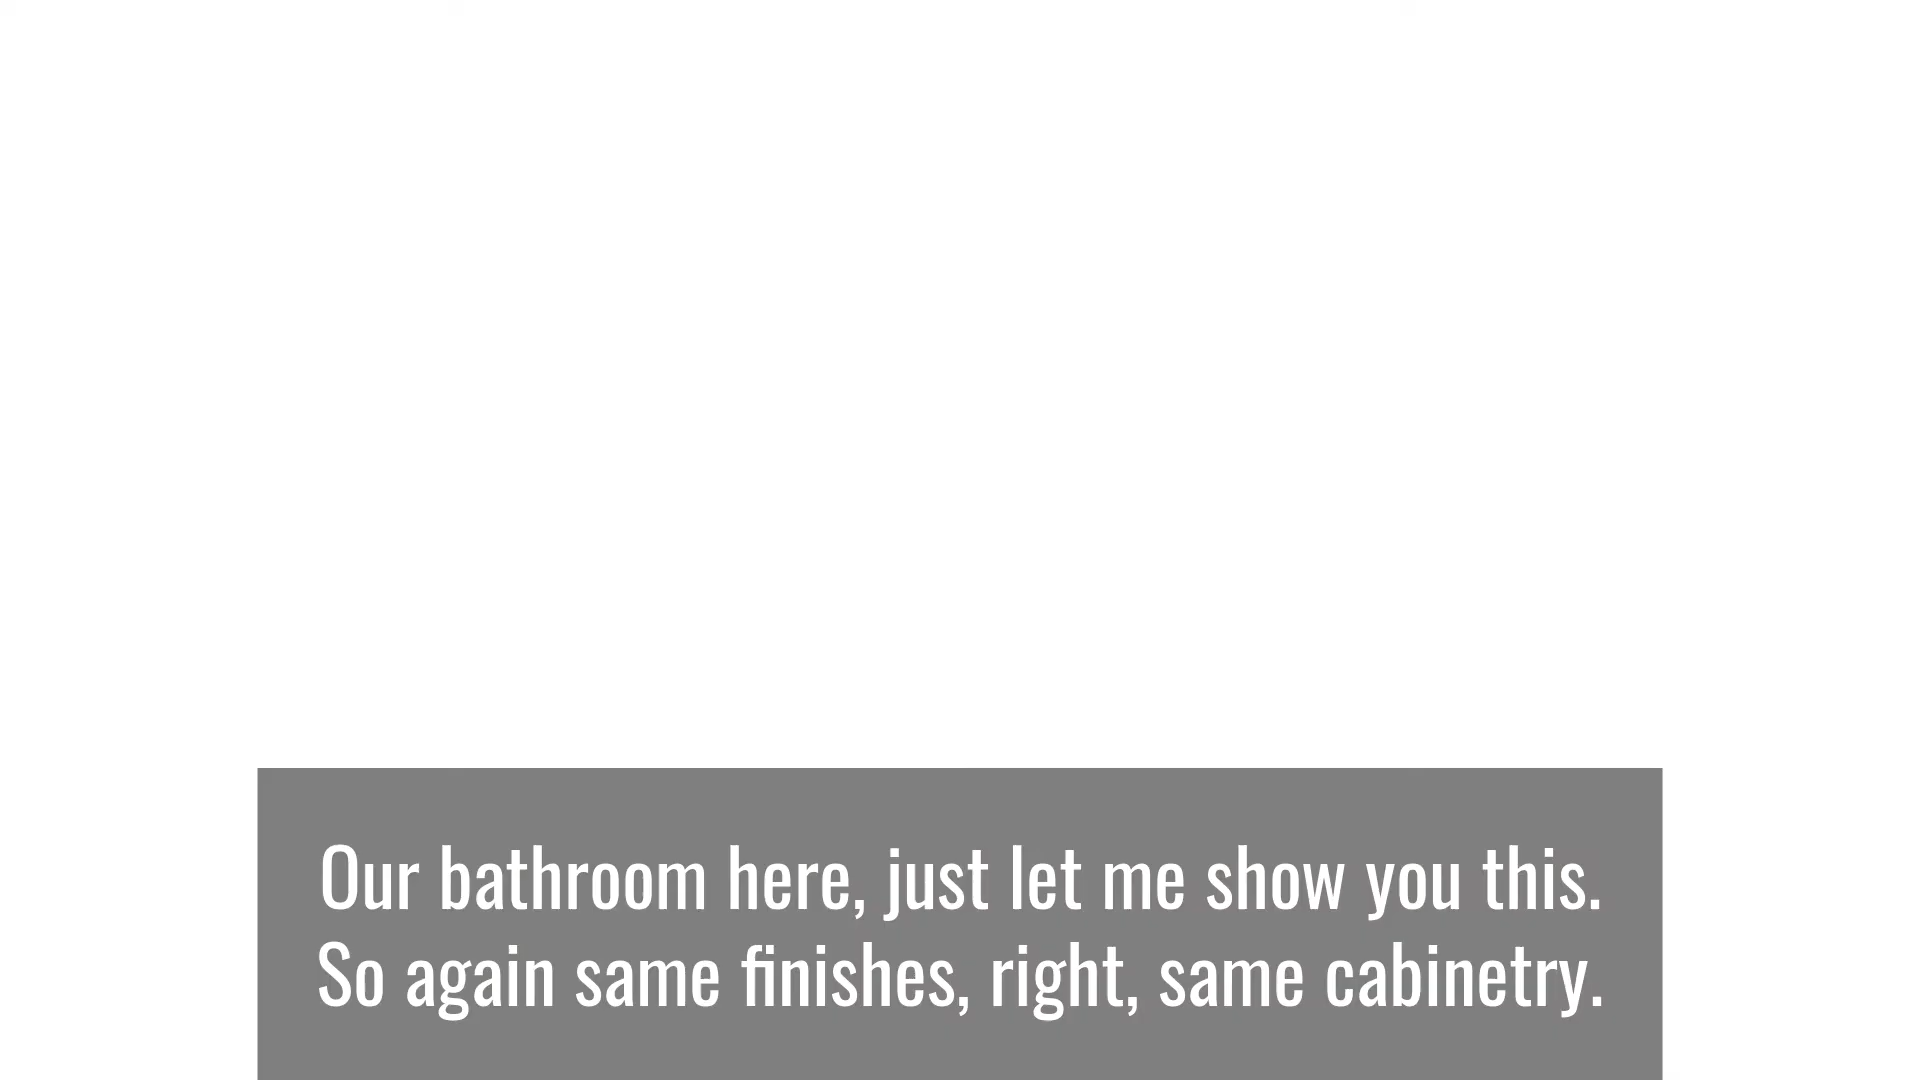 Our bathroom here, just let me show you this.
So again same finishes, right, same cabinetry.